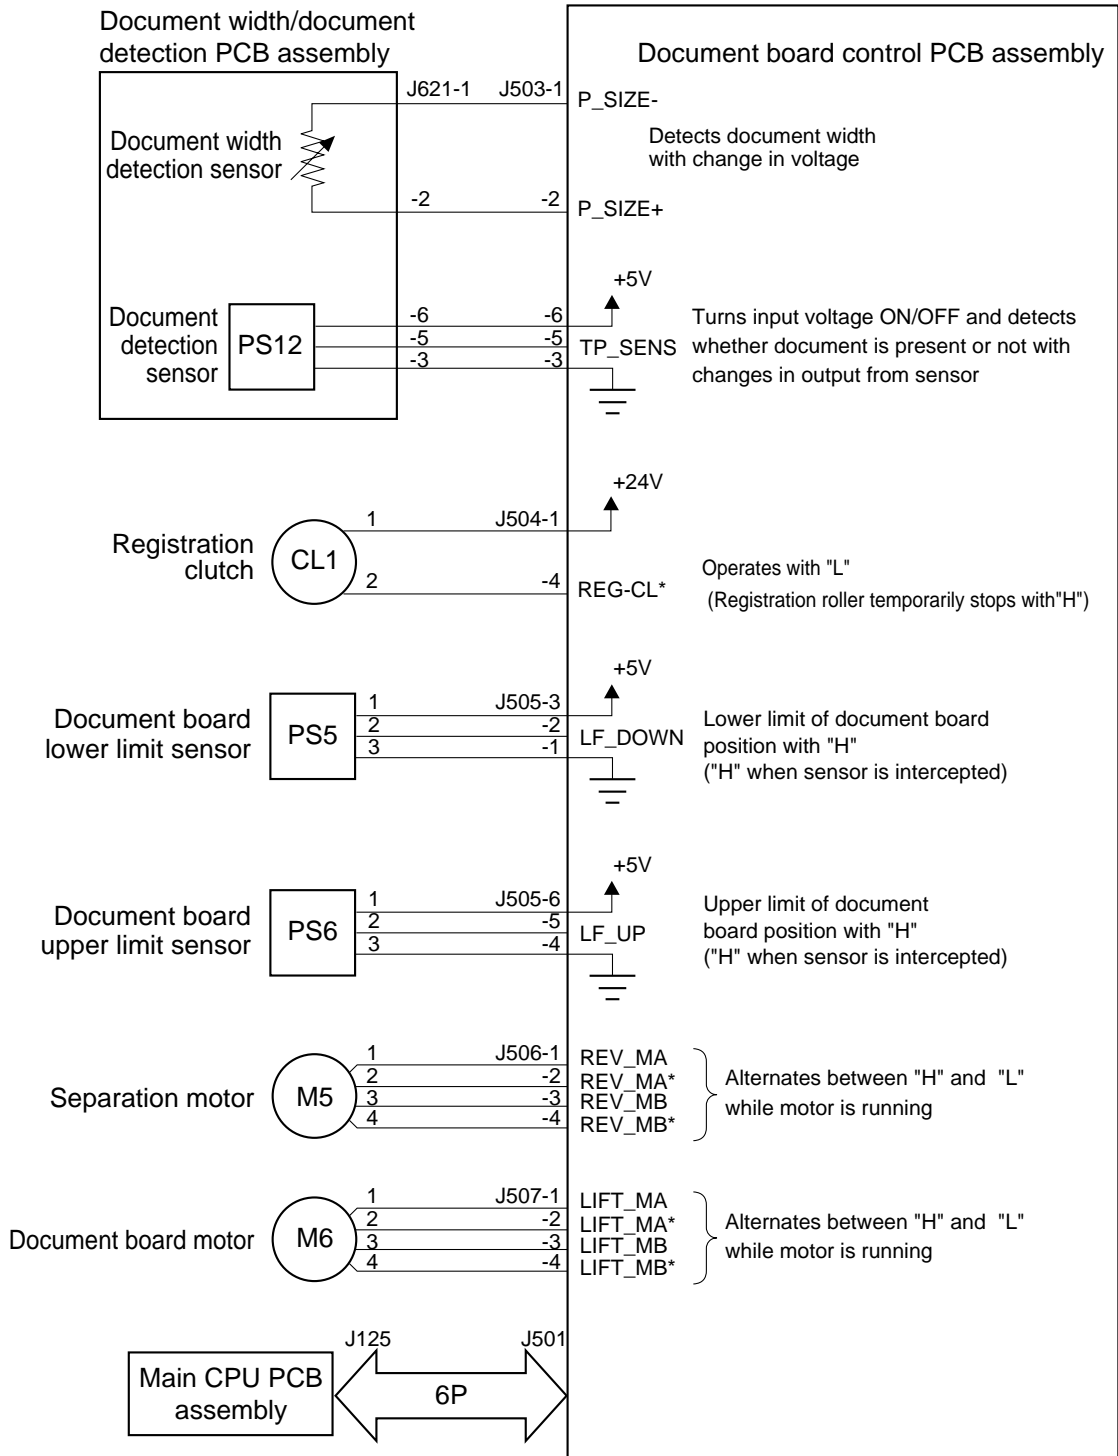 Document width/document
detection PCB assembly
Document board control PCB assembly
J621-1 J503-1 P_SIZE-
Document width
detection sensor
Detects document width
with change in voltage
-2 -2 P_SIZE+
+5V
Document
detection
sensor
PS12
-6 -6
-5 -5 TP_SENS
-3 -3
Turns input voltage ON/OFF and detects
whether document is present or not with
changes in output from sensor
+24V
Registration
clutch
CL1
1 J504-1
2 -4 REG-CL*
Operates with "L"
(Registration roller temporarily stops with"H")
+5V
Document board
lower limit sensor
PS5
1 J505-3
2 -2 LF_DOWN
3 -1
Lower limit of document board
position with "H"
("H" when sensor is intercepted)
+5V
Document board
upper limit sensor
PS6
1 J505-6
2 -5 LF_UP
3 -4
Upper limit of document
board position with "H"
("H" when sensor is intercepted)
Separation motor
M5
1 J506-1 REV_MA
2 -2 REV_MA*
3 -3 REV_MB
4 -4 REV_MB*
Alternates between "H" and "L"
while motor is running
Document board motor
M6
1 J507-1 LIFT_MA
2 -2 LIFT_MA*
3 -3 LIFT_MB
4 -4 LIFT_MB*
Alternates between "H" and "L"
while motor is running
J125 J501
Main CPU PCB
assembly
6P